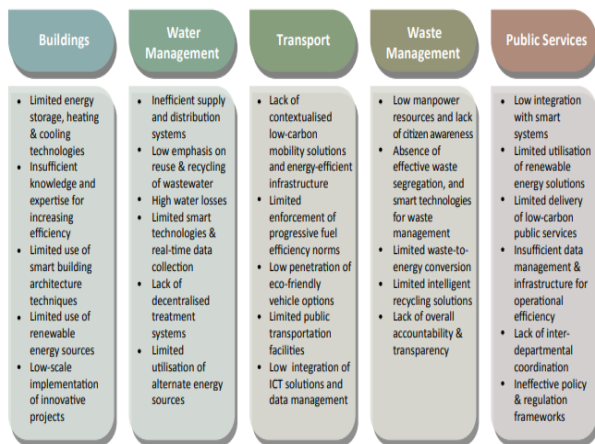 Buildings
• Limited energy
storage, heating
& cooling
technologies
• Insufficient
knowledge and
expertise for
increasing
efficiency
• Limited use of
smart building
architecture
techniques
• Limited use of
renewable
energy sources
• Low-scale
implementation
of innovative
projects
Water
Management
• Inefficient supply
and distribution
systems
• Low emphasis on
reuse & recycling
of wastewater
• High water losses
• Limited smart
technologies &
real-time data
collection
• Lack of
decentralised
treatment
systems
• Limited
utilisation of
alternate energy
sources
Transport
• Lack of
contextualised
low-carbon
mobility solutions
and energy-efficient
infrastructure
• Limited
enforcement of
progressive fuel
efficiency norms
• Low penetration of
eco-friendly
vehicle options
• Limited public
transportation
facilities
• Low integration of
ICT solutions and
data management
Waste
Management
• Low manpower
resources and lack
of citizen awareness
• Absence of
effective waste
segregation, and
smart technologies
for waste
management
• Limited waste-to-
energy conversion
• Limited intelligent
recycling solutions
• Lack of overall
accountability &
transparency
Public Services
• Low integration
with smart
systems
• Limited utilisation
of renewable
energy solutions
• Limited delivery of
low-carbon
public services
• Insufficient data
management &
infrastructure for
operational
efficiency
• Lack of inter-
departmental
coordination
• Ineffective policy
& regulation
frameworks